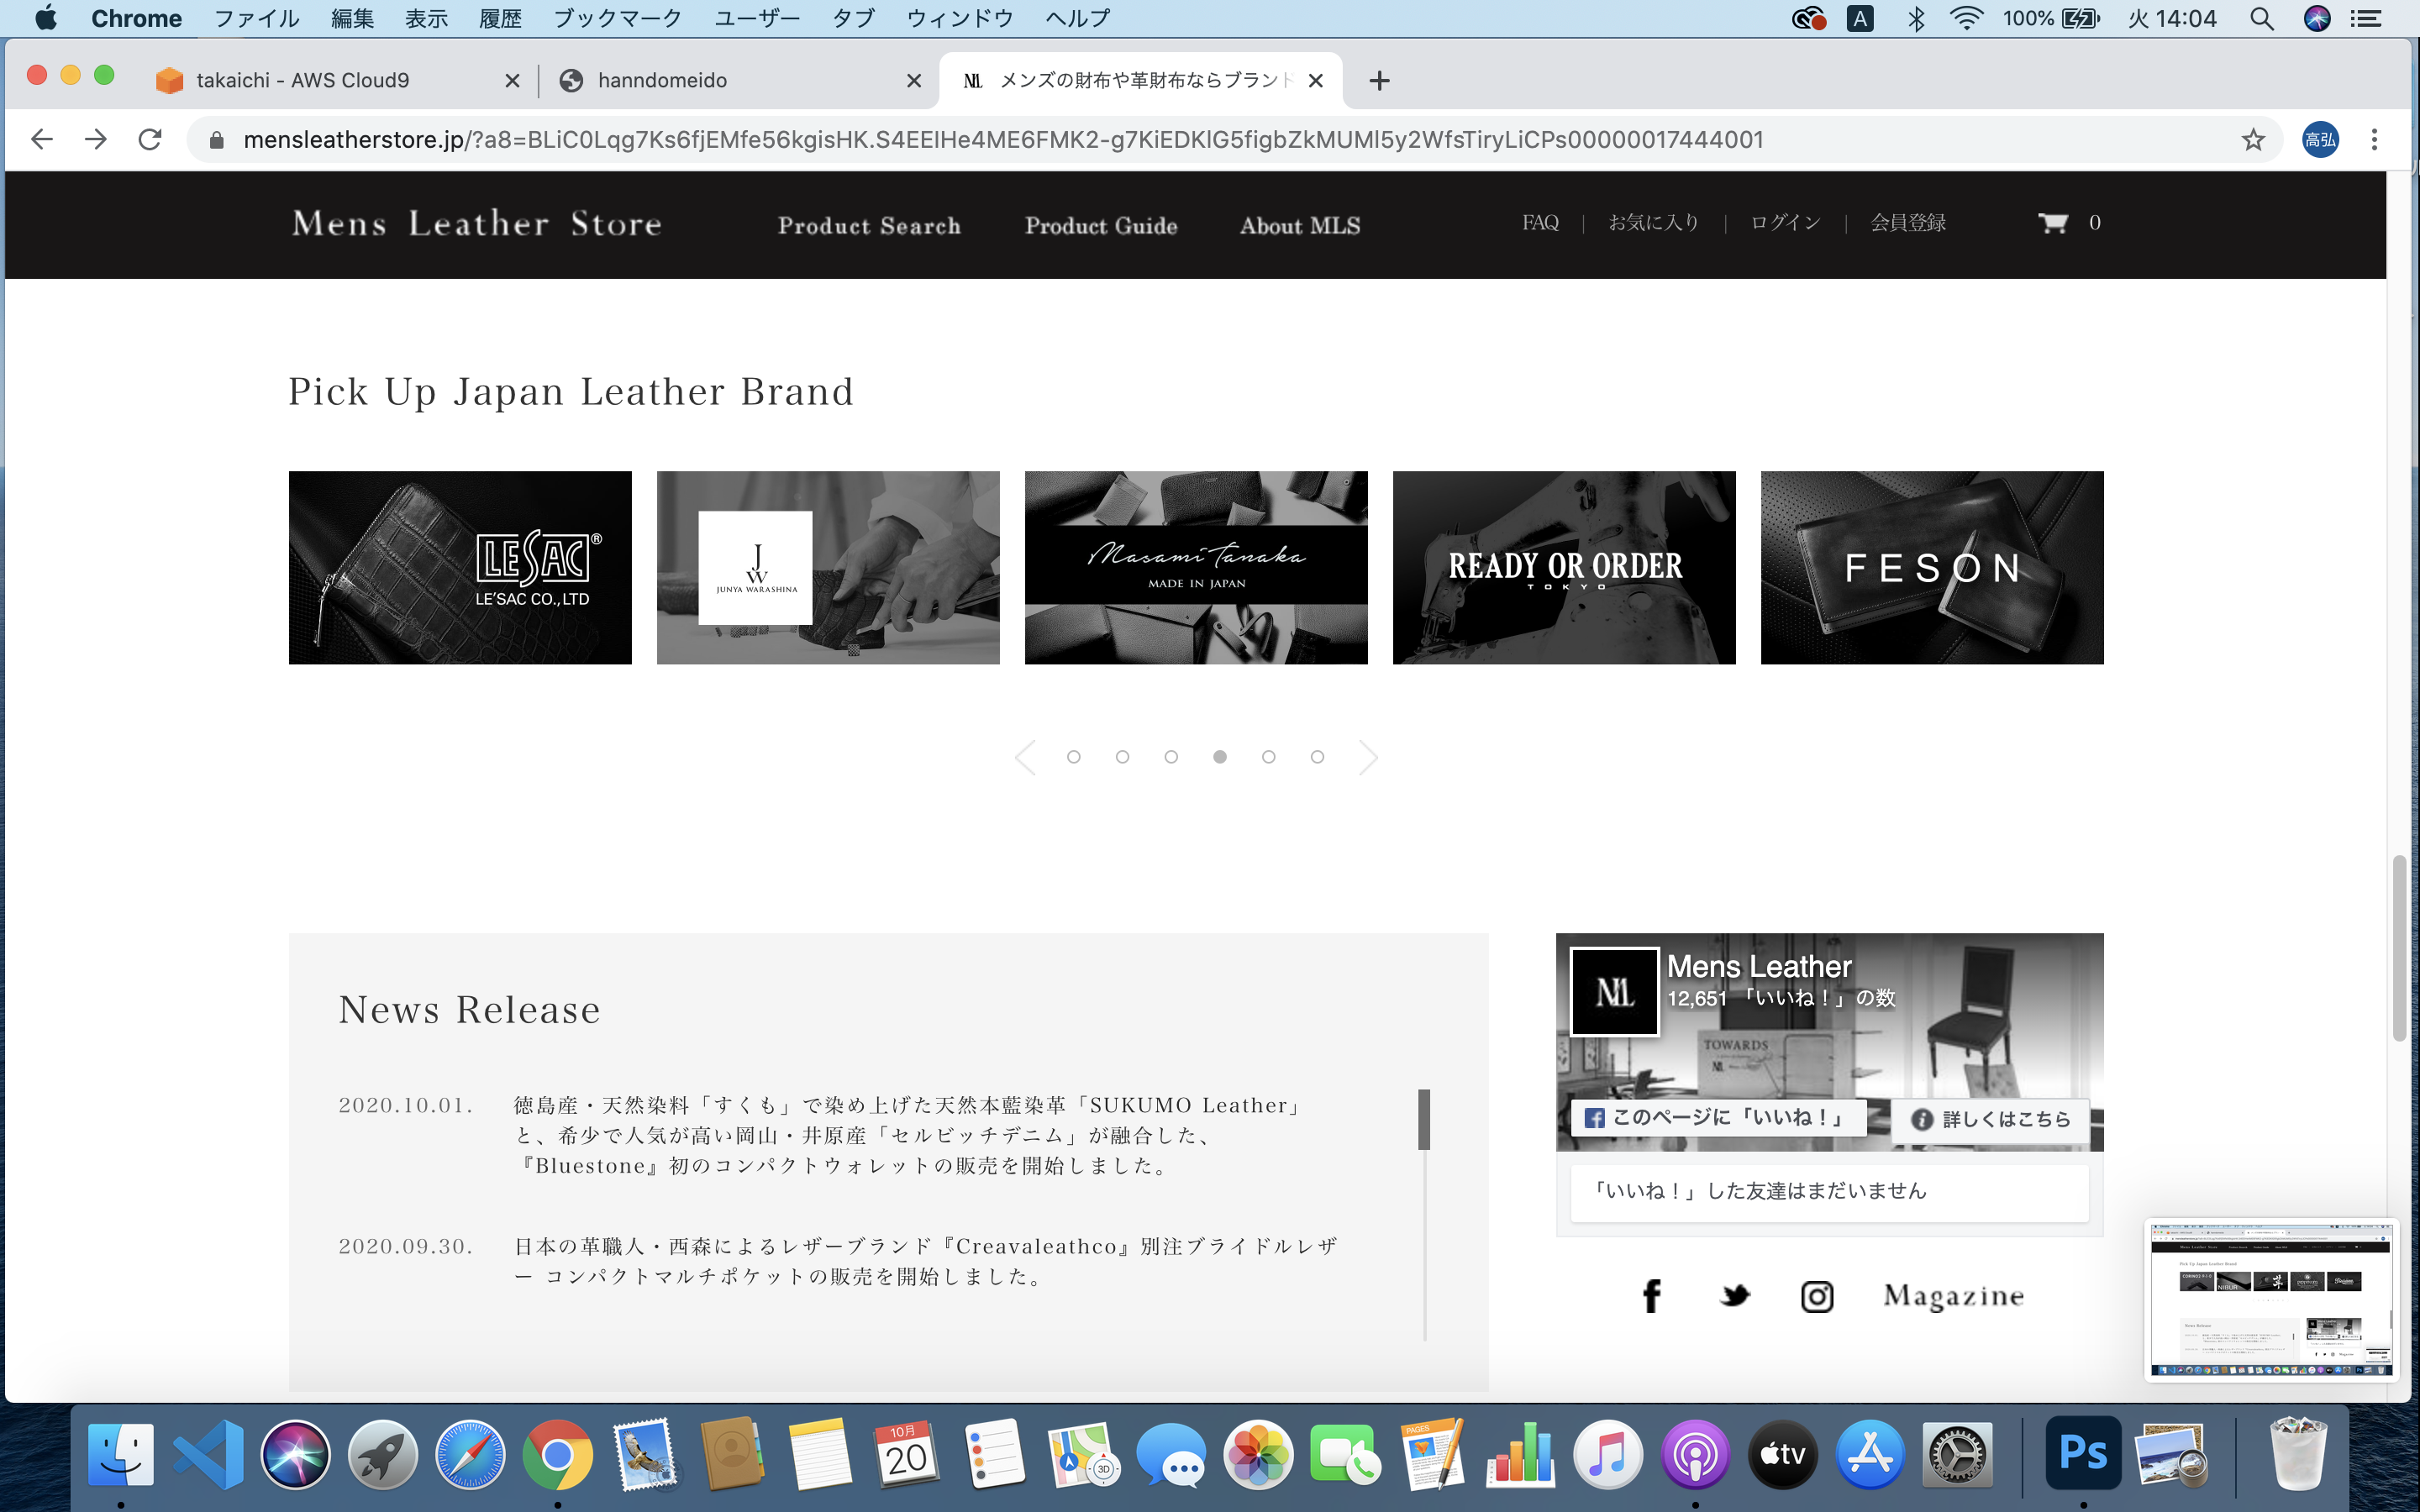 Chrome ファイル 編集 表示 履歴 ブックマーク ユーザー タブ ウィンドウ ヘルプ
A 100% 火 14:04
takaichi - AWS Cloud9
hanndomeido
NL メンズの財布や革財布ならブランド
mensleatherstore.jp/?a8=BLiC0Lqg7Ks6fjEMfe56kgisHK.S4EEIHe4ME6FMK2-g7KiEDKlG5figbZkMUMl5y2WfsTiryLiCPs00000017444001
高弘
Mens Leather Store Product Search Product Guide About MLS FAQ お気に入り ログイン 会員登録 0
Pick Up Japan Leather Brand
LE SAC®
LE'SAC CO.,LTD
J
W
JUNYA WARASHINA
Masami Tanaka
MADE IN JAPAN
READY OR ORDER
TOKYO
FESON
News Release
2020.10.01. 徳島産・天然染料「すくも」で染め上げた天然本藍染革「SUKUMO Leather」
と、希少で人気が高い岡山・井原産「セルビッチデニム」が融合した、
『Bluestone』初のコンパクトウォレットの販売を開始しました。
2020.09.30. 日本の革職人・西森によるレザーブランド『Creavaleathco』別注ブライドルレザ
ー コンパクトマルチポケットの販売を開始しました。
Mens Leather
12,651 「いいね！」の数
TOWARDS
このページに「いいね！」
詳しくはこちら
「いいね！」した友達はまだいません
Magazine
10月
20
3D
PAGES
tv
Ps